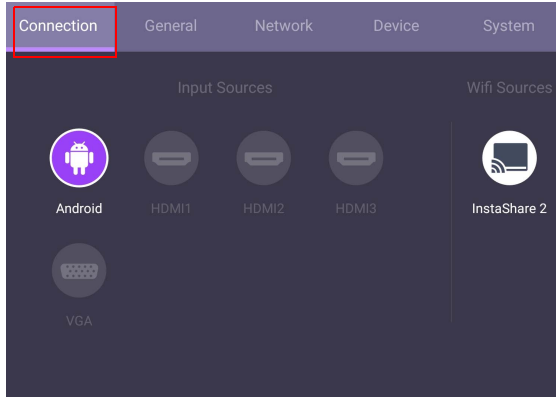 Connection General Network Device System
Input Sources Wifi Sources
Android HDMI1 HDMI2 HDMI3 InstaShare 2
VGA